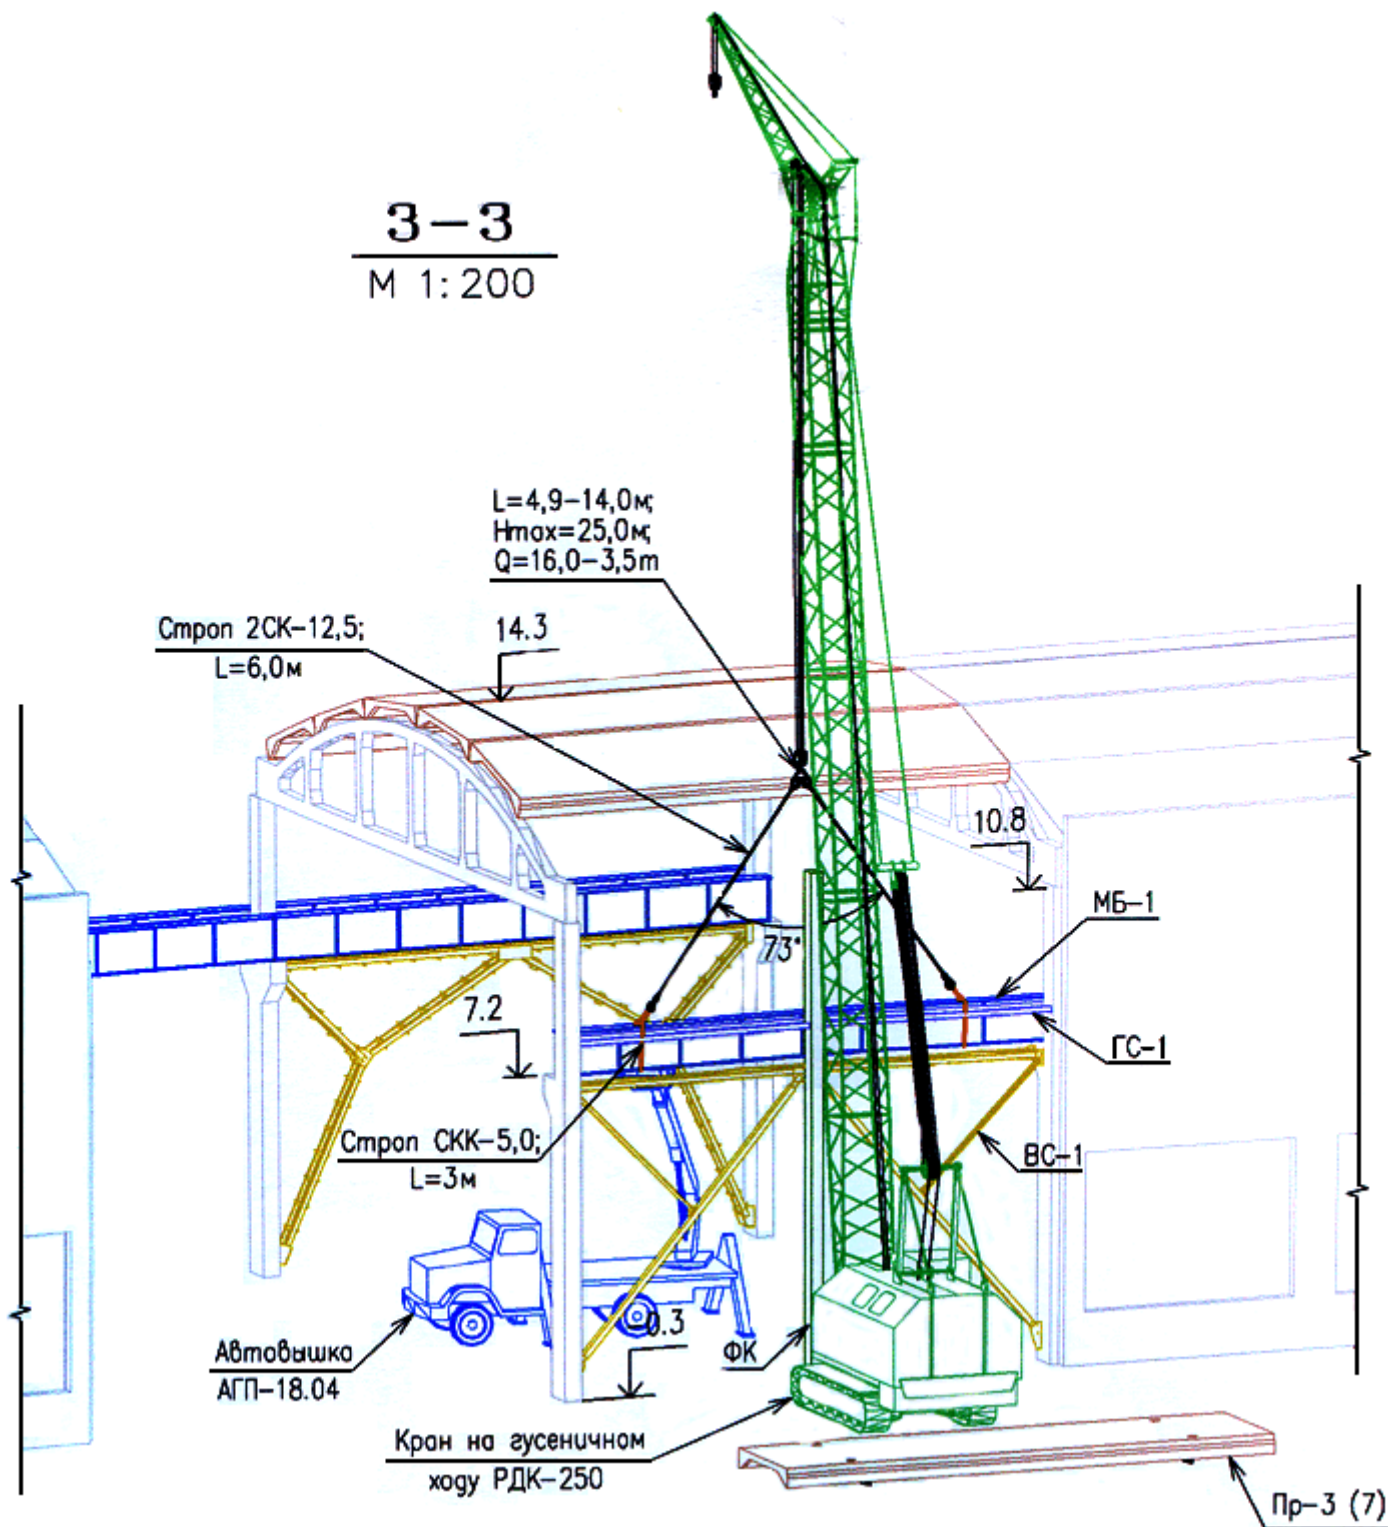 3-3
М 1:200
L=4,9-14,0м;
Hmax=25,0м;
Q=16,0-3,5т
Строп 2СК-12,5;
L=6,0м
14.3
10.8
МБ-1
73°
7.2
ГС-1
Строп СКК-5,0;
L=3м
ВС-1
-0.3
Автовышка
АГП-18.04
ФК
Кран на гусеничном
ходу РДК-250
Пр-3 (7)